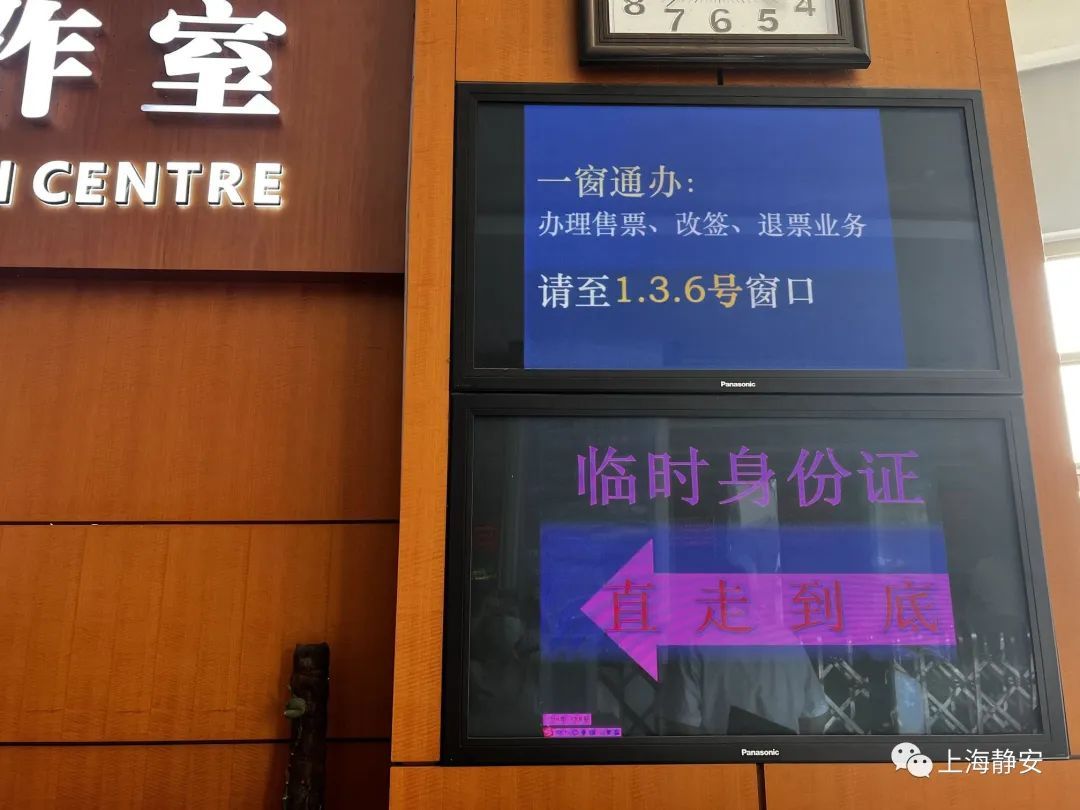 作室
CENTRE
8 7 6 5 4
一窗通办:
办理售票、改签、退票业务
请至1.3.6号窗口
Panasonic
临时身份证
直走到底
Panasonic
上海静安